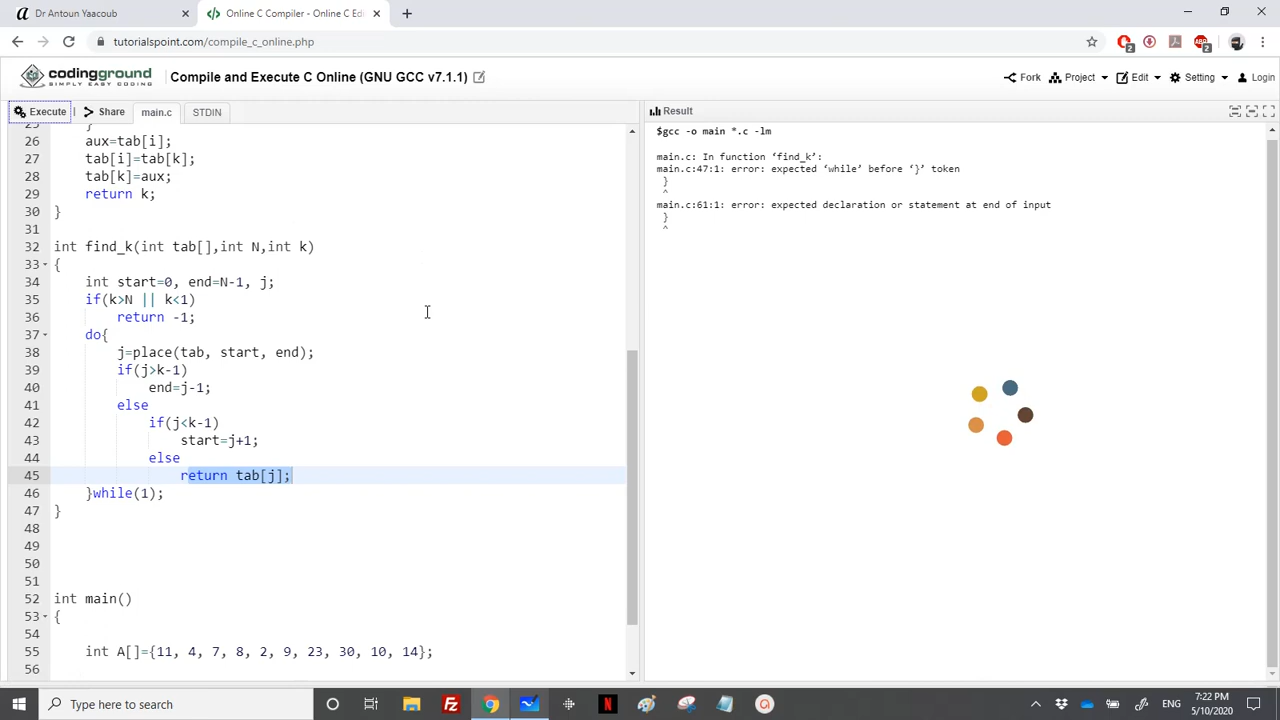 Dr Antoun Yaacoub
Online C Compiler - Online C Edi
tutorialspoint.com/compile_c_online.php
2
2
codingground
SIMPLY EASY CODING
Compile and Execute C Online (GNU GCC v7.1.1)
Fork
Project
Edit
Setting
Login
Execute
Share
main.c
STDIN
Result
25 }
26 aux=tab[i];
27 tab[i]=tab[k];
28 tab[k]=aux;
29 return k;
30 }
31
32 int find_k(int tab[],int N,int k)
33 {
34 int start=0, end=N-1, j;
35 if(k>N || k<1)
36 return -1;
37 do{
38 j=place(tab, start, end);
39 if(j>k-1)
40 end=j-1;
41 else
42 if(j<k-1)
43 start=j+1;
44 else
45 return tab[j];
46 }while(1);
47 }
48
49
50
51
52 int main()
53 {
54
55 int A[]={11, 4, 7, 8, 2, 9, 23, 30, 10, 14};
56
$gcc -o main *.c -lm
main.c: In function ‘find_k’:
main.c:47:1: error: expected ‘while’ before ‘}’ token
}
^
main.c:61:1: error: expected declaration or statement at end of input
}
^
Type here to search
ENG
7:22 PM
5/10/2020